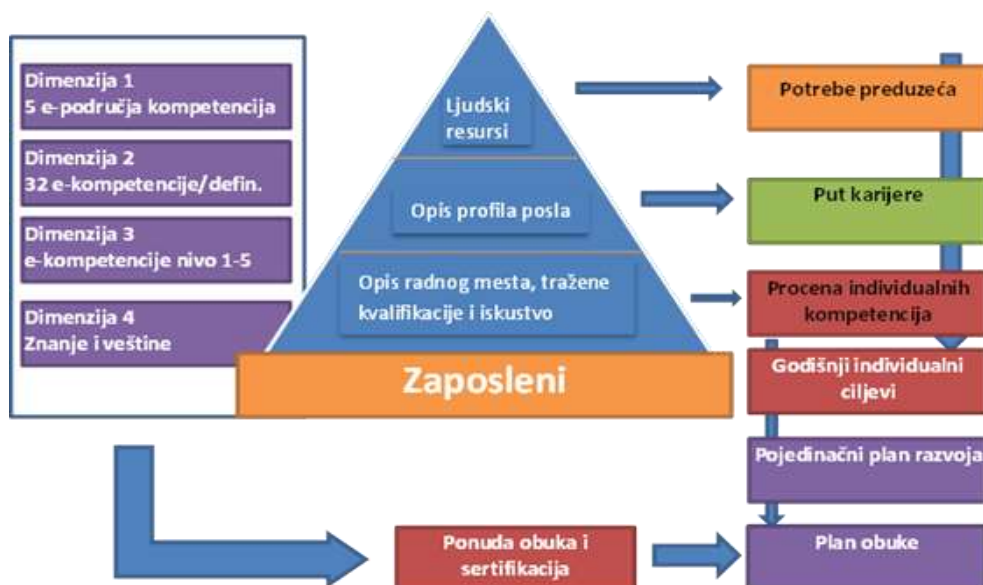 Dimenzija 1
5 e-područja kompetencija
Dimenzija 2
32 e-kompetencije/defin.
Dimenzija 3
e-kompetencije nivo 1-5
Dimenzija 4
Znanje i veštine
Ljudski
resursi
Opis profila posla
Opis radnog mesta, tražene
kvalifikacije i iskustvo
Zaposleni
Potrebe preduzeća
Put karijere
Procena individualnih
kompetencija
Godišnji individualni
ciljevi
Pojedinačni plan razvoja
Ponuda obuka i
sertifikacija
Plan obuke